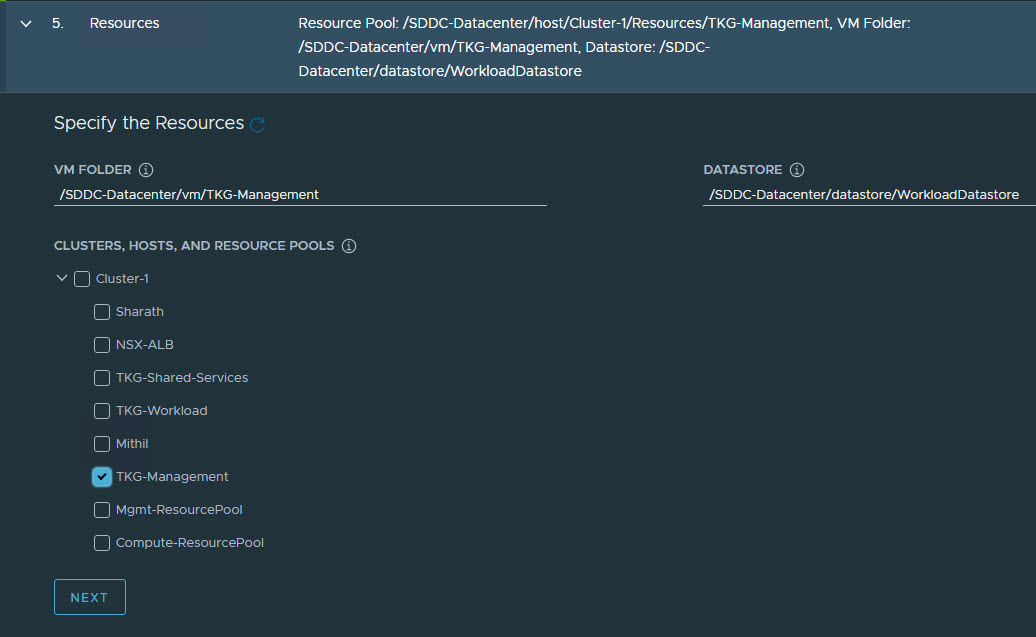 5. Resources
Resource Pool: /SDDC-Datacenter/host/Cluster-1/Resources/TKG-Management, VM Folder:
/SDDC-Datacenter/vm/TKG-Management, Datastore: /SDDC-
Datacenter/datastore/WorkloadDatastore
Specify the Resources
VM FOLDER
/SDDC-Datacenter/vm/TKG-Management
DATASTORE
/SDDC-Datacenter/datastore/WorkloadDatastore
CLUSTERS, HOSTS, AND RESOURCE POOLS
Cluster-1
Sharath
NSX-ALB
TKG-Shared-Services
TKG-Workload
Mithil
TKG-Management
Mgmt-ResourcePool
Compute-ResourcePool
NEXT